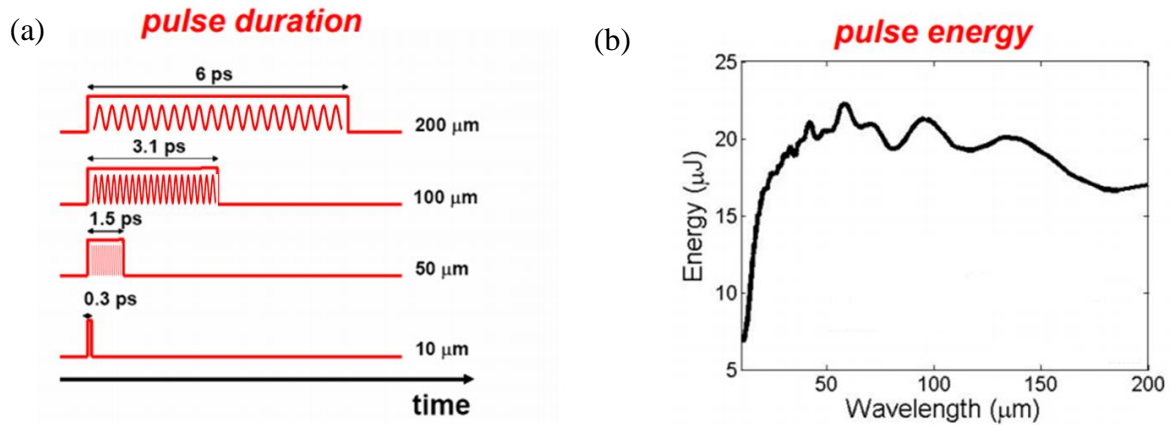 (a)
pulse duration
6 ps
200 µm
3.1 ps
100 µm
1.5 ps
50 µm
0.3 ps
10 µm
time
(b)
pulse energy
25
20
15
10
5
Energy (µJ)
50
100
150
200
Wavelength (µm)